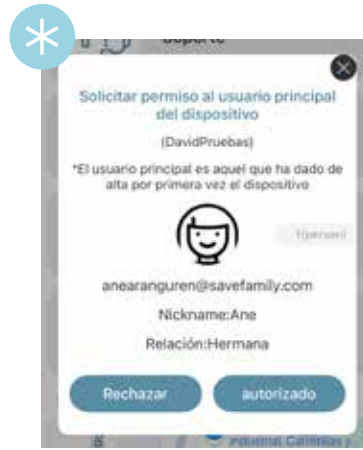 Soporte
Solicitar permiso al usuario principal
del dispositivo
(DavidPruebas)
*El usuario principal es aquel que ha dado de
alta por primera vez el dispositivo
anearanguren@savefamily.com
Nickname:Ane
Relación:Hermana
Rechazar
autorizado